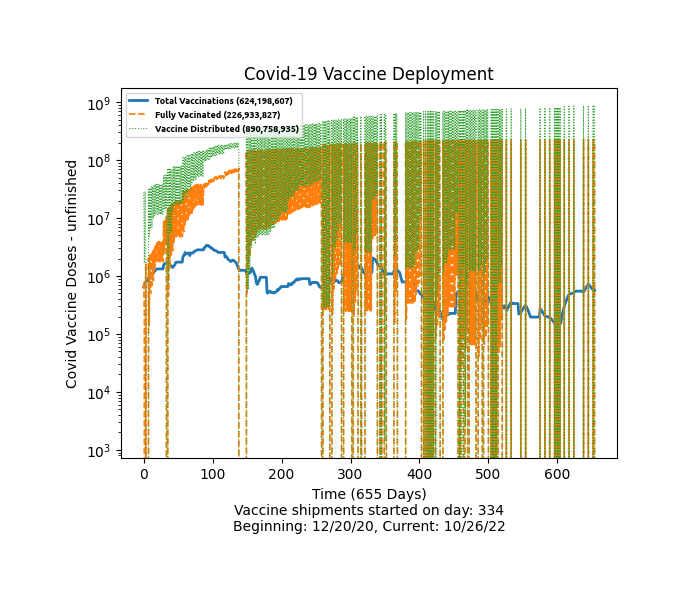 Covid-19 Vaccine Deployment
Total Vaccinations (624,198,607)
Fully Vacinated (226,933,827)
Vaccine Distributed (890,758,935)
Covid Vaccine Doses - unfinished
10⁹
10⁸
10⁷
10⁶
10⁵
10⁴
10³
0 100 200 300 400 500 600
Time (655 Days)
Vaccine shipments started on day: 334
Beginning: 12/20/20, Current: 10/26/22